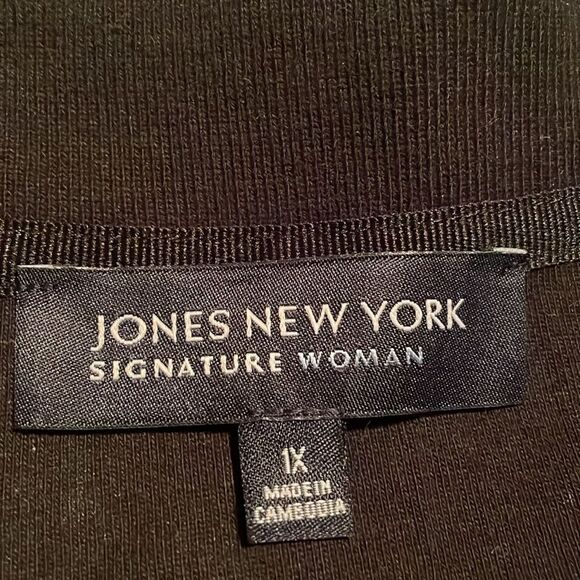 JONES NEW YORK
SIGNATURE WOMAN
1X
MADE IN
CAMBODIA